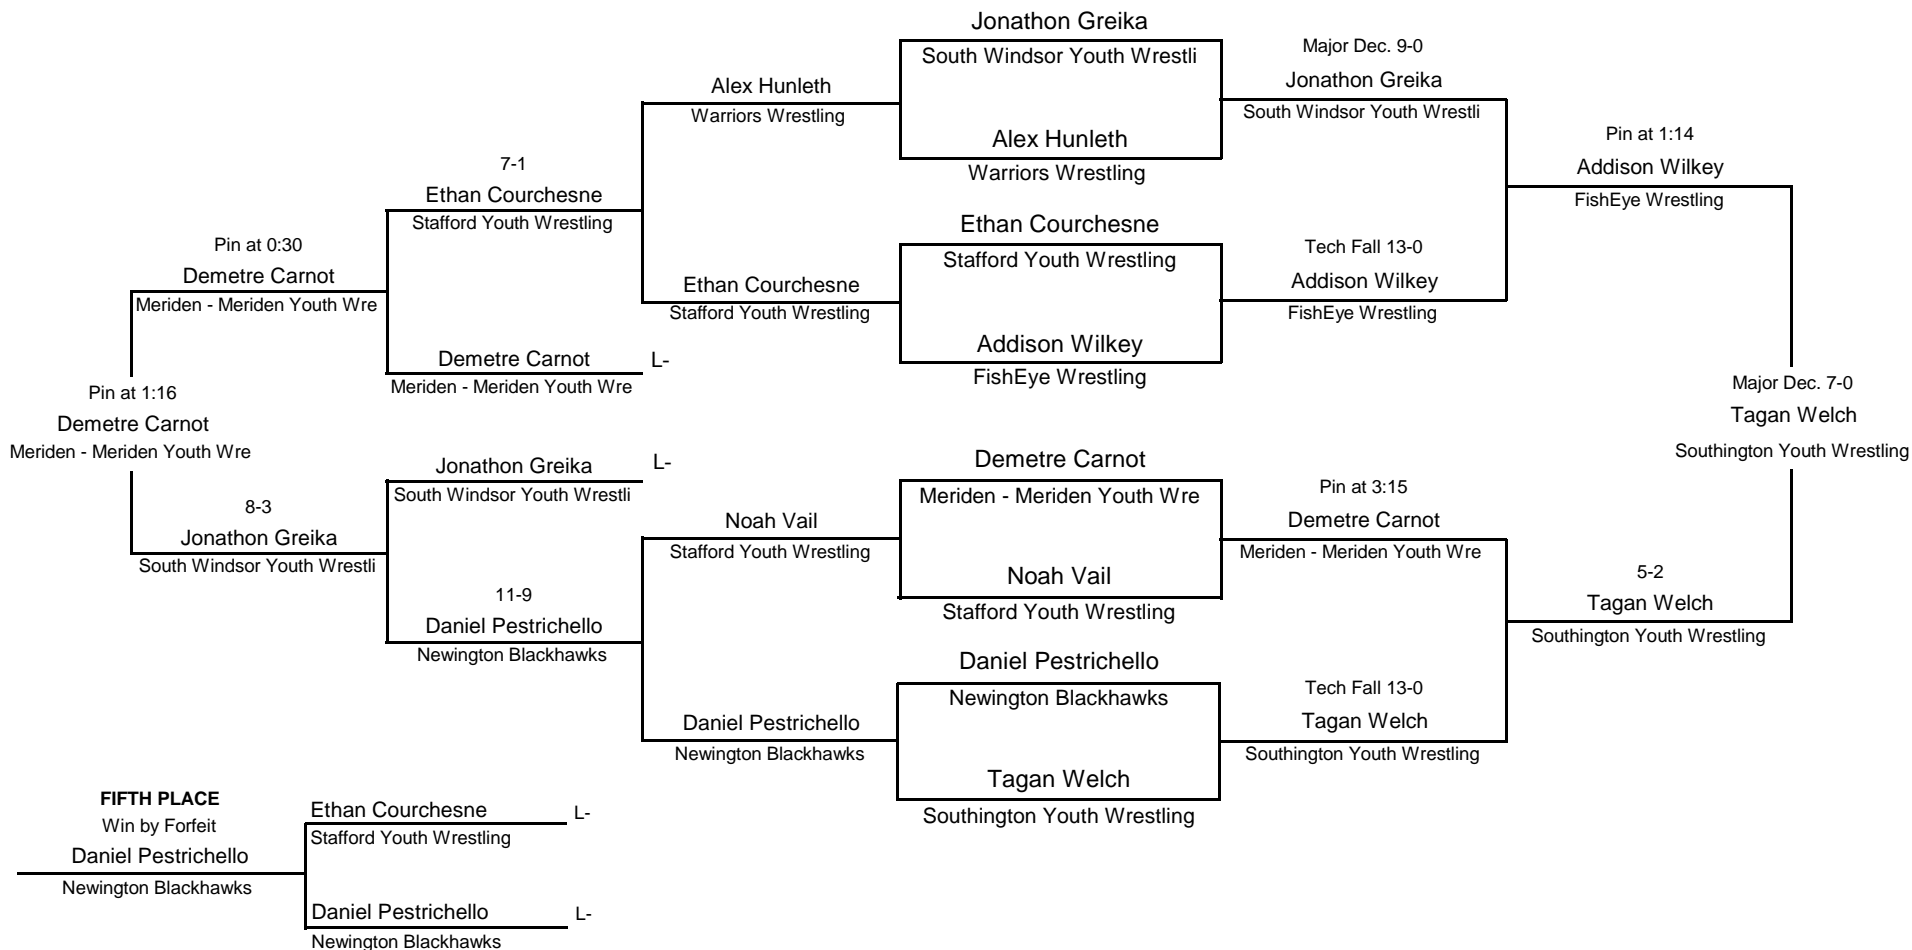 Jonathon Greika
South Windsor Youth Wrestli
Major Dec. 9-0
Jonathon Greika
South Windsor Youth Wrestli
Alex Hunleth
Warriors Wrestling
Alex Hunleth
Warriors Wrestling
Pin at 1:14
Addison Wilkey
FishEye Wrestling
7-1
Ethan Courchesne
Stafford Youth Wrestling
Ethan Courchesne
Stafford Youth Wrestling
Pin at 0:30
Demetre Carnot
Meriden - Meriden Youth Wre
Tech Fall 13-0
Addison Wilkey
FishEye Wrestling
Ethan Courchesne
Stafford Youth Wrestling
Addison Wilkey
FishEye Wrestling
Demetre Carnot
L-
Meriden - Meriden Youth Wre
Pin at 1:16
Demetre Carnot
Meriden - Meriden Youth Wre
Major Dec. 7-0
Tagan Welch
Southington Youth Wrestling
Jonathon Greika
L-
South Windsor Youth Wrestli
Demetre Carnot
Meriden - Meriden Youth Wre
Pin at 3:15
Demetre Carnot
Meriden - Meriden Youth Wre
8-3
Jonathon Greika
South Windsor Youth Wrestli
Noah Vail
Stafford Youth Wrestling
Noah Vail
Stafford Youth Wrestling
5-2
Tagan Welch
Southington Youth Wrestling
11-9
Daniel Pestrichello
Newington Blackhawks
Daniel Pestrichello
Newington Blackhawks
Tech Fall 13-0
Tagan Welch
Southington Youth Wrestling
Daniel Pestrichello
Newington Blackhawks
Tagan Welch
Southington Youth Wrestling
FIFTH PLACE
Win by Forfeit
Daniel Pestrichello
Newington Blackhawks
Ethan Courchesne
L-
Stafford Youth Wrestling
Daniel Pestrichello
L-
Newington Blackhawks